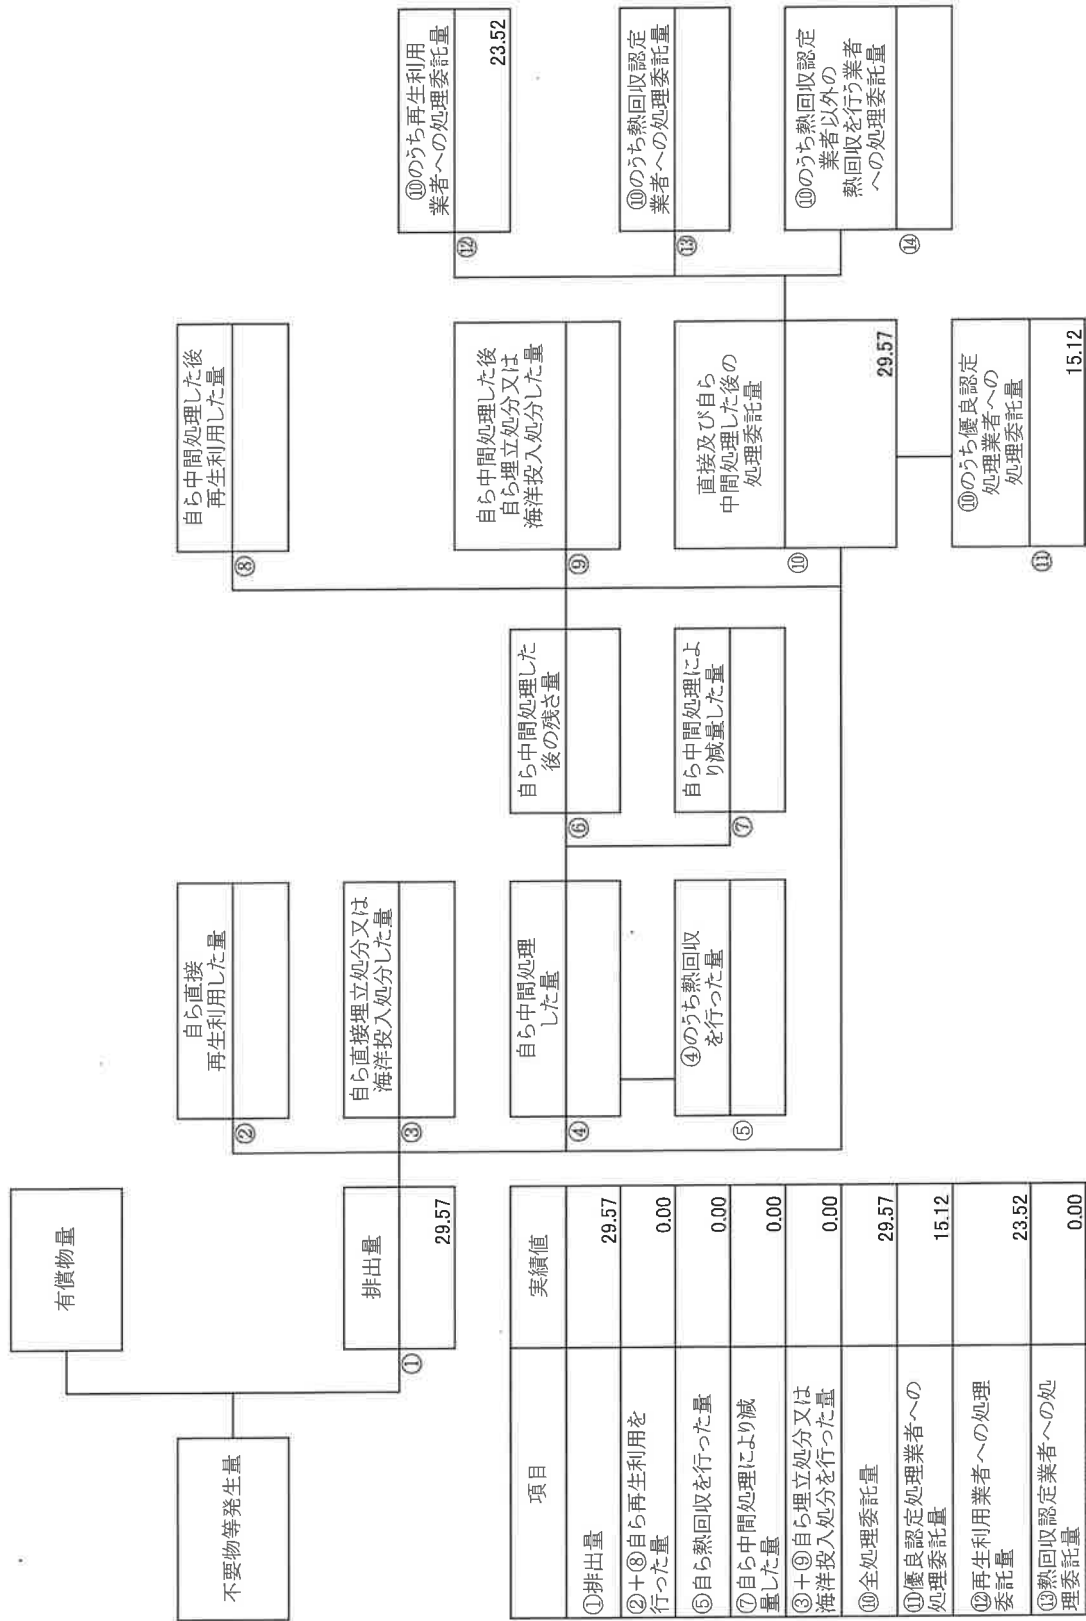 不要物等発生量
有償物量
排出量
①
29.57
自ら直接
再生利用した量
②
自ら直接埋立処分又は
海洋投入処分した量
③
自ら中間処理
した量
④
④のうち熱回収
を行った量
⑤
自ら中間処理した
後の残さ量
⑥
自ら中間処理によ
り減量した量
⑦
自ら中間処理した後
再生利用した量
⑧
自ら中間処理した後
自ら埋立処分又は
海洋投入処分した量
⑨
直接及び自ら
中間処理した後の
処理委託量
⑩
29.57
⑩のうち優良認定
処理業者への
処理委託量
⑪
15.12
⑩のうち再生利用
業者への処理委託量
⑫
23.52
⑩のうち熱回収認定
業者への処理委託量
⑬
⑩のうち熱回収認定
業者以外の
熱回収を行う業者
への処理委託量
⑭
項目 実績値
①排出量 29.57
②+⑧自ら再生利用を
行った量 0.00
⑤自ら熱回収を行った量 0.00
⑦自ら中間処理により減
量した量 0.00
③+⑨自ら埋立処分又は
海洋投入処分を行った量 0.00
⑩全処理委託量 29.57
⑪優良認定処理業者への
処理委託量 15.12
⑫再生利用業者への処理
委託量 23.52
⑬熱回収認定業者への処
理委託量 0.00